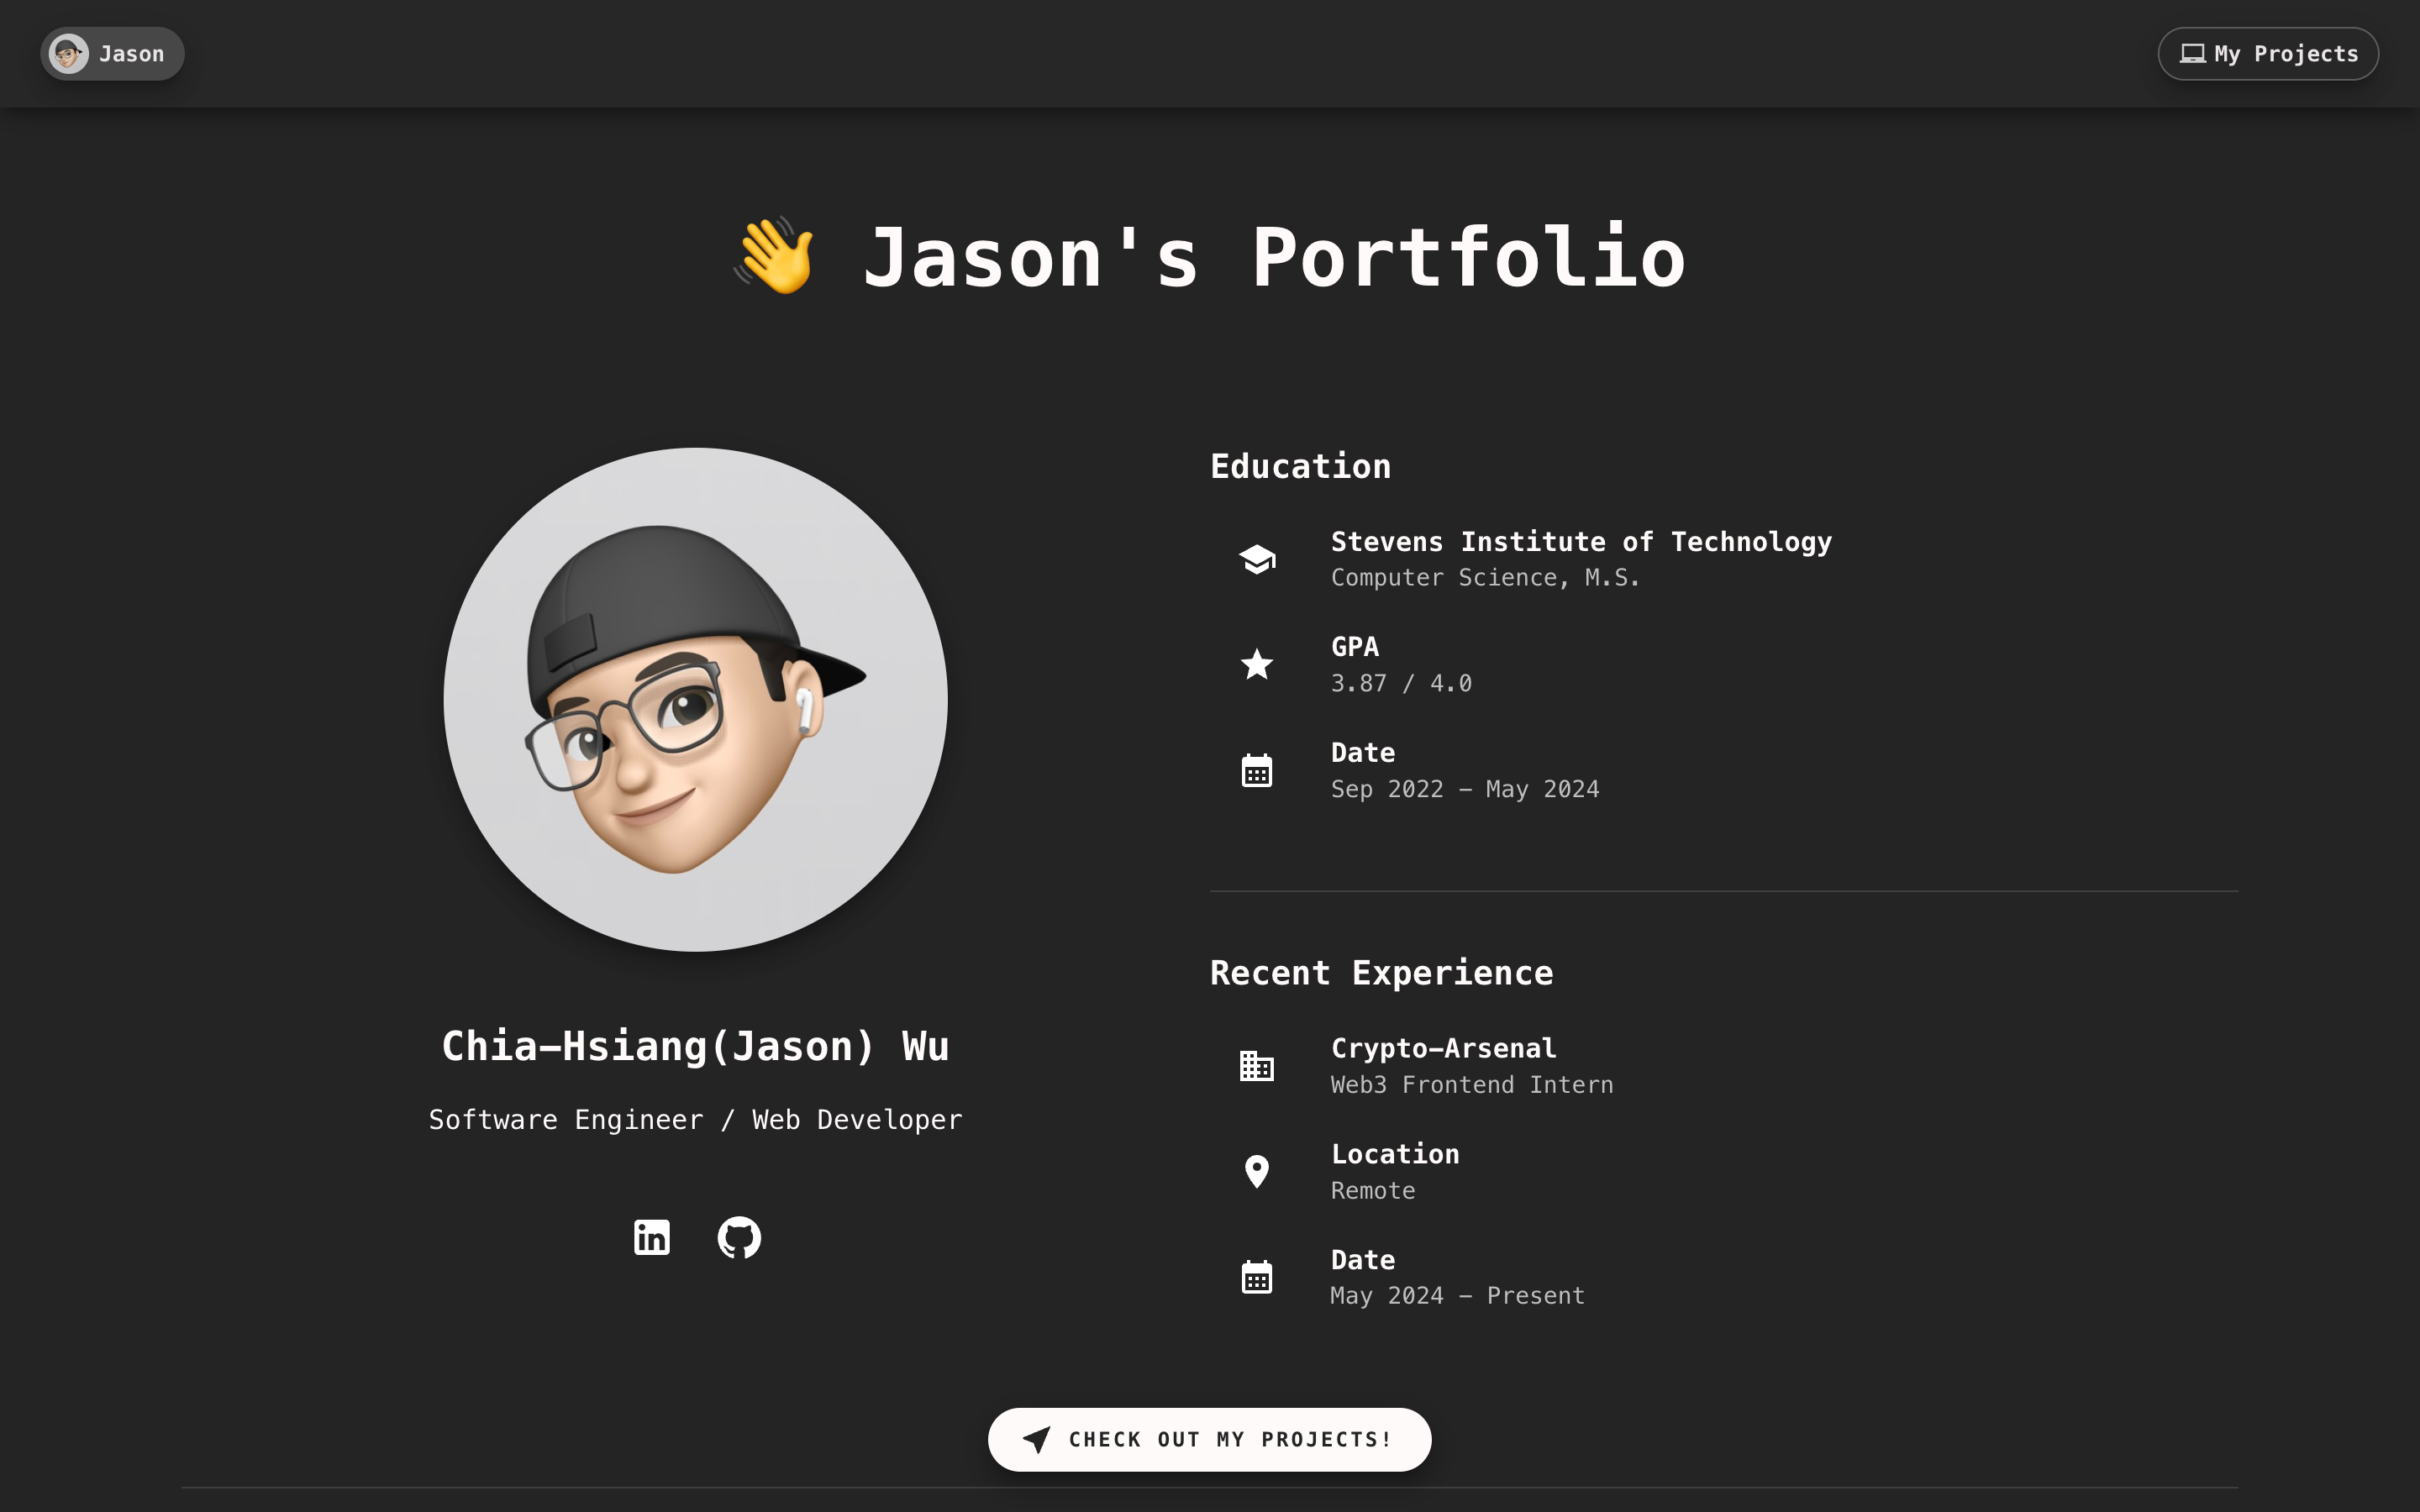 Jason
My Projects
👋 Jason's Portfolio
Education
Stevens Institute of Technology
Computer Science, M.S.
GPA
3.87 / 4.0
Date
Sep 2022 – May 2024
Chia–Hsiang(Jason) Wu
Software Engineer / Web Developer
in
Recent Experience
Crypto–Arsenal
Web3 Frontend Intern
Location
Remote
Date
May 2024 – Present
CHECK OUT MY PROJECTS!